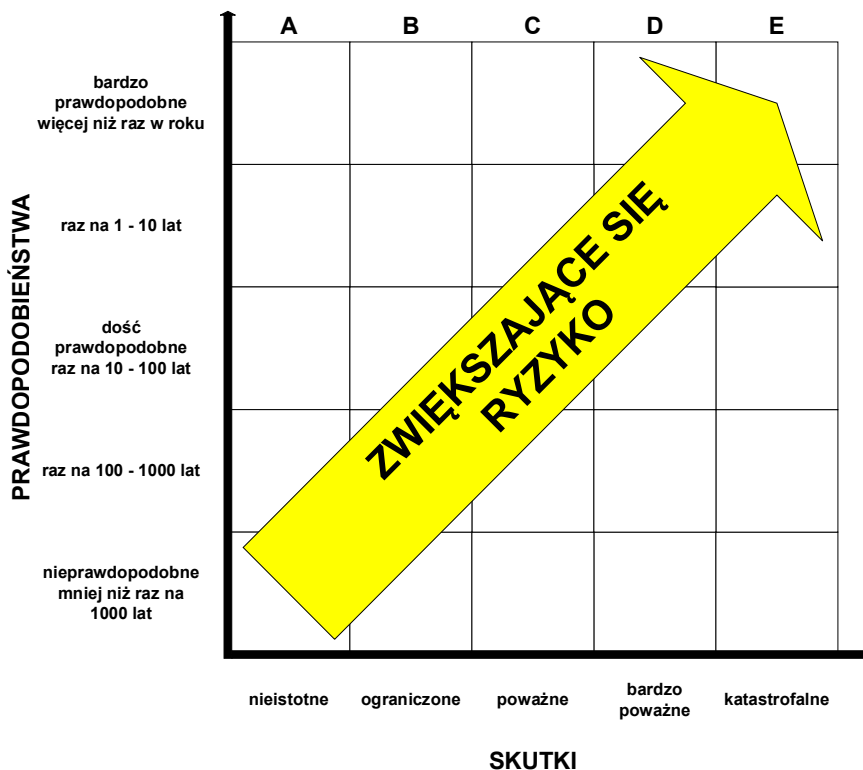 A B C D E
bardzo
prawdopodobne
więcej niż raz w roku
raz na 1 - 10 lat
dość
prawdopodobne
raz na 10 - 100 lat
raz na 100 - 1000 lat
nieprawdopodobne
mniej niż raz na
1000 lat
PRAWDOPODOBIEŃSTWA
ZWIĘKSZAJĄCE SIĘ
RYZYKO
nieistotne ograniczone poważne bardzo
poważne katastrofalne
SKUTKI